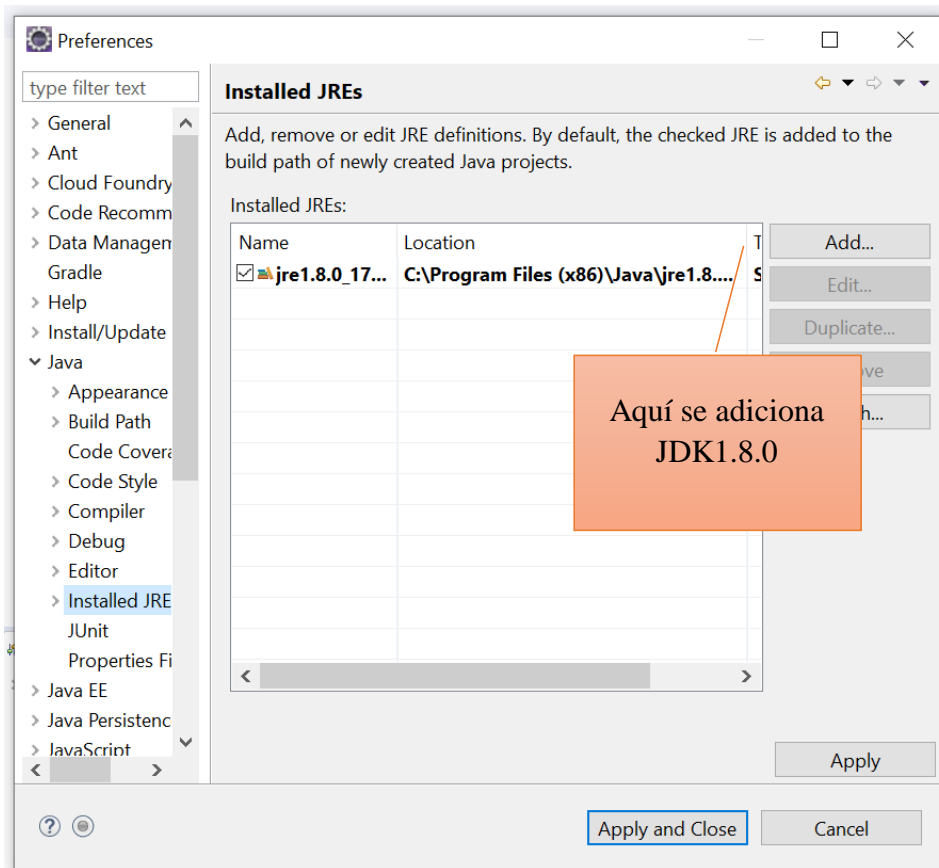 Preferences
type filter text
Installed JREs
Add, remove or edit JRE definitions. By default, the checked JRE is added to the
build path of newly created Java projects.
Installed JREs:
General
Ant
Cloud Foundry
Code Recomm
Data Managem
Gradle
Help
Install/Update
Java
Appearance
Build Path
Code Covera
Code Style
Compiler
Debug
Editor
Installed JRE
JUnit
Properties Fi
Java EE
Java Persistenc
JavaScript
Name Location T
jre1.8.0_17... C:\Program Files (x86)\Java\jre1.8.... S
Add...
Edit...
Duplicate...
ove
h...
Aquí se adiciona
JDK1.8.0
Apply
Apply and Close Cancel